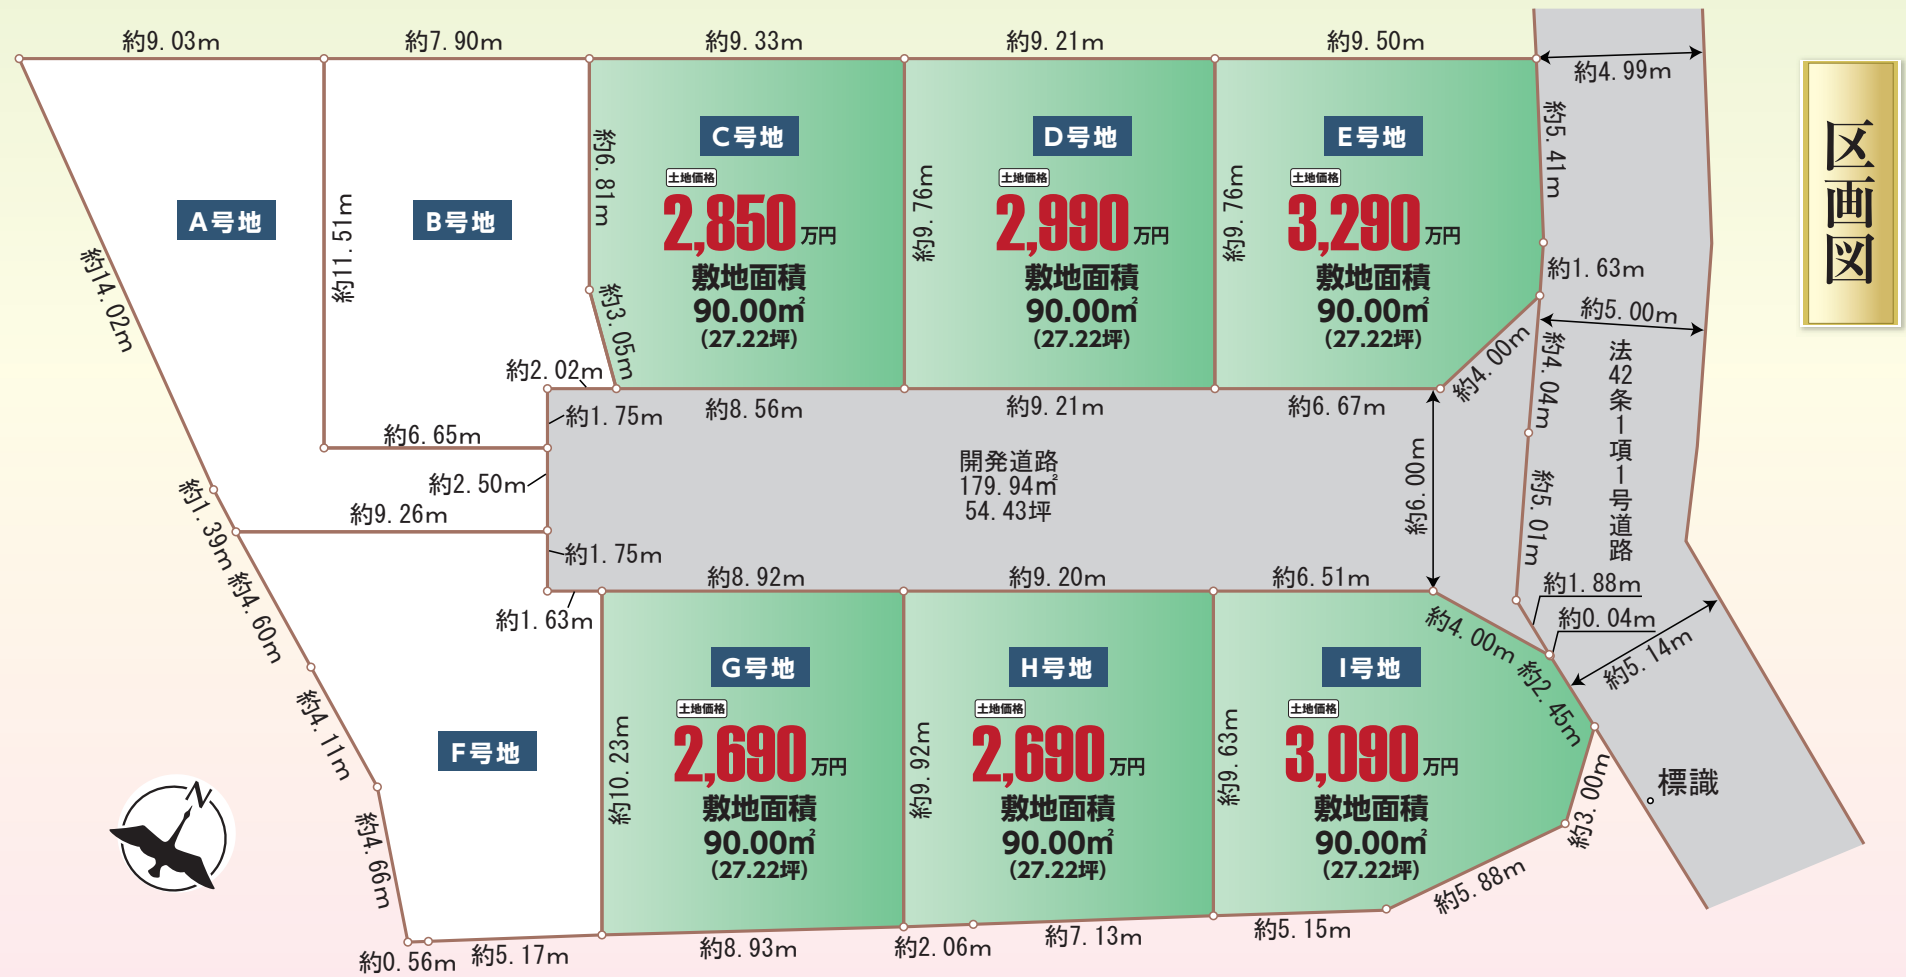 約9.03m
約7.90m
約9.33m
約9.21m
約9.50m
約4.99m
区画図
A号地
B号地
C号地
土地価格
2,850万円
敷地面積
90.00㎡
(27.22坪)
D号地
土地価格
2,990万円
敷地面積
90.00㎡
(27.22坪)
E号地
土地価格
3,290万円
敷地面積
90.00㎡
(27.22坪)
約14.02m
約11.51m
約6.81m
約3.05m
約9.76m
約9.76m
約5.41m
約1.63m
約5.00m
約4.00m
約4.04m
約5.01m
法42条1項1号道路
約2.02m
約1.75m
約8.56m
約9.21m
約6.67m
約6.65m
約2.50m
約9.26m
約1.75m
開発道路
179.94㎡
54.43坪
約6.00m
約1.39m
約4.60m
約4.11m
約4.66m
約1.63m
約8.92m
約9.20m
約6.51m
約1.88m
約0.04m
約5.14m
約4.00m
約2.45m
約3.00m
標識
F号地
G号地
土地価格
2,690万円
敷地面積
90.00㎡
(27.22坪)
H号地
土地価格
2,690万円
敷地面積
90.00㎡
(27.22坪)
I号地
土地価格
3,090万円
敷地面積
90.00㎡
(27.22坪)
約10.23m
約9.92m
約9.63m
N
約0.56m
約5.17m
約8.93m
約2.06m
約7.13m
約5.15m
約5.88m